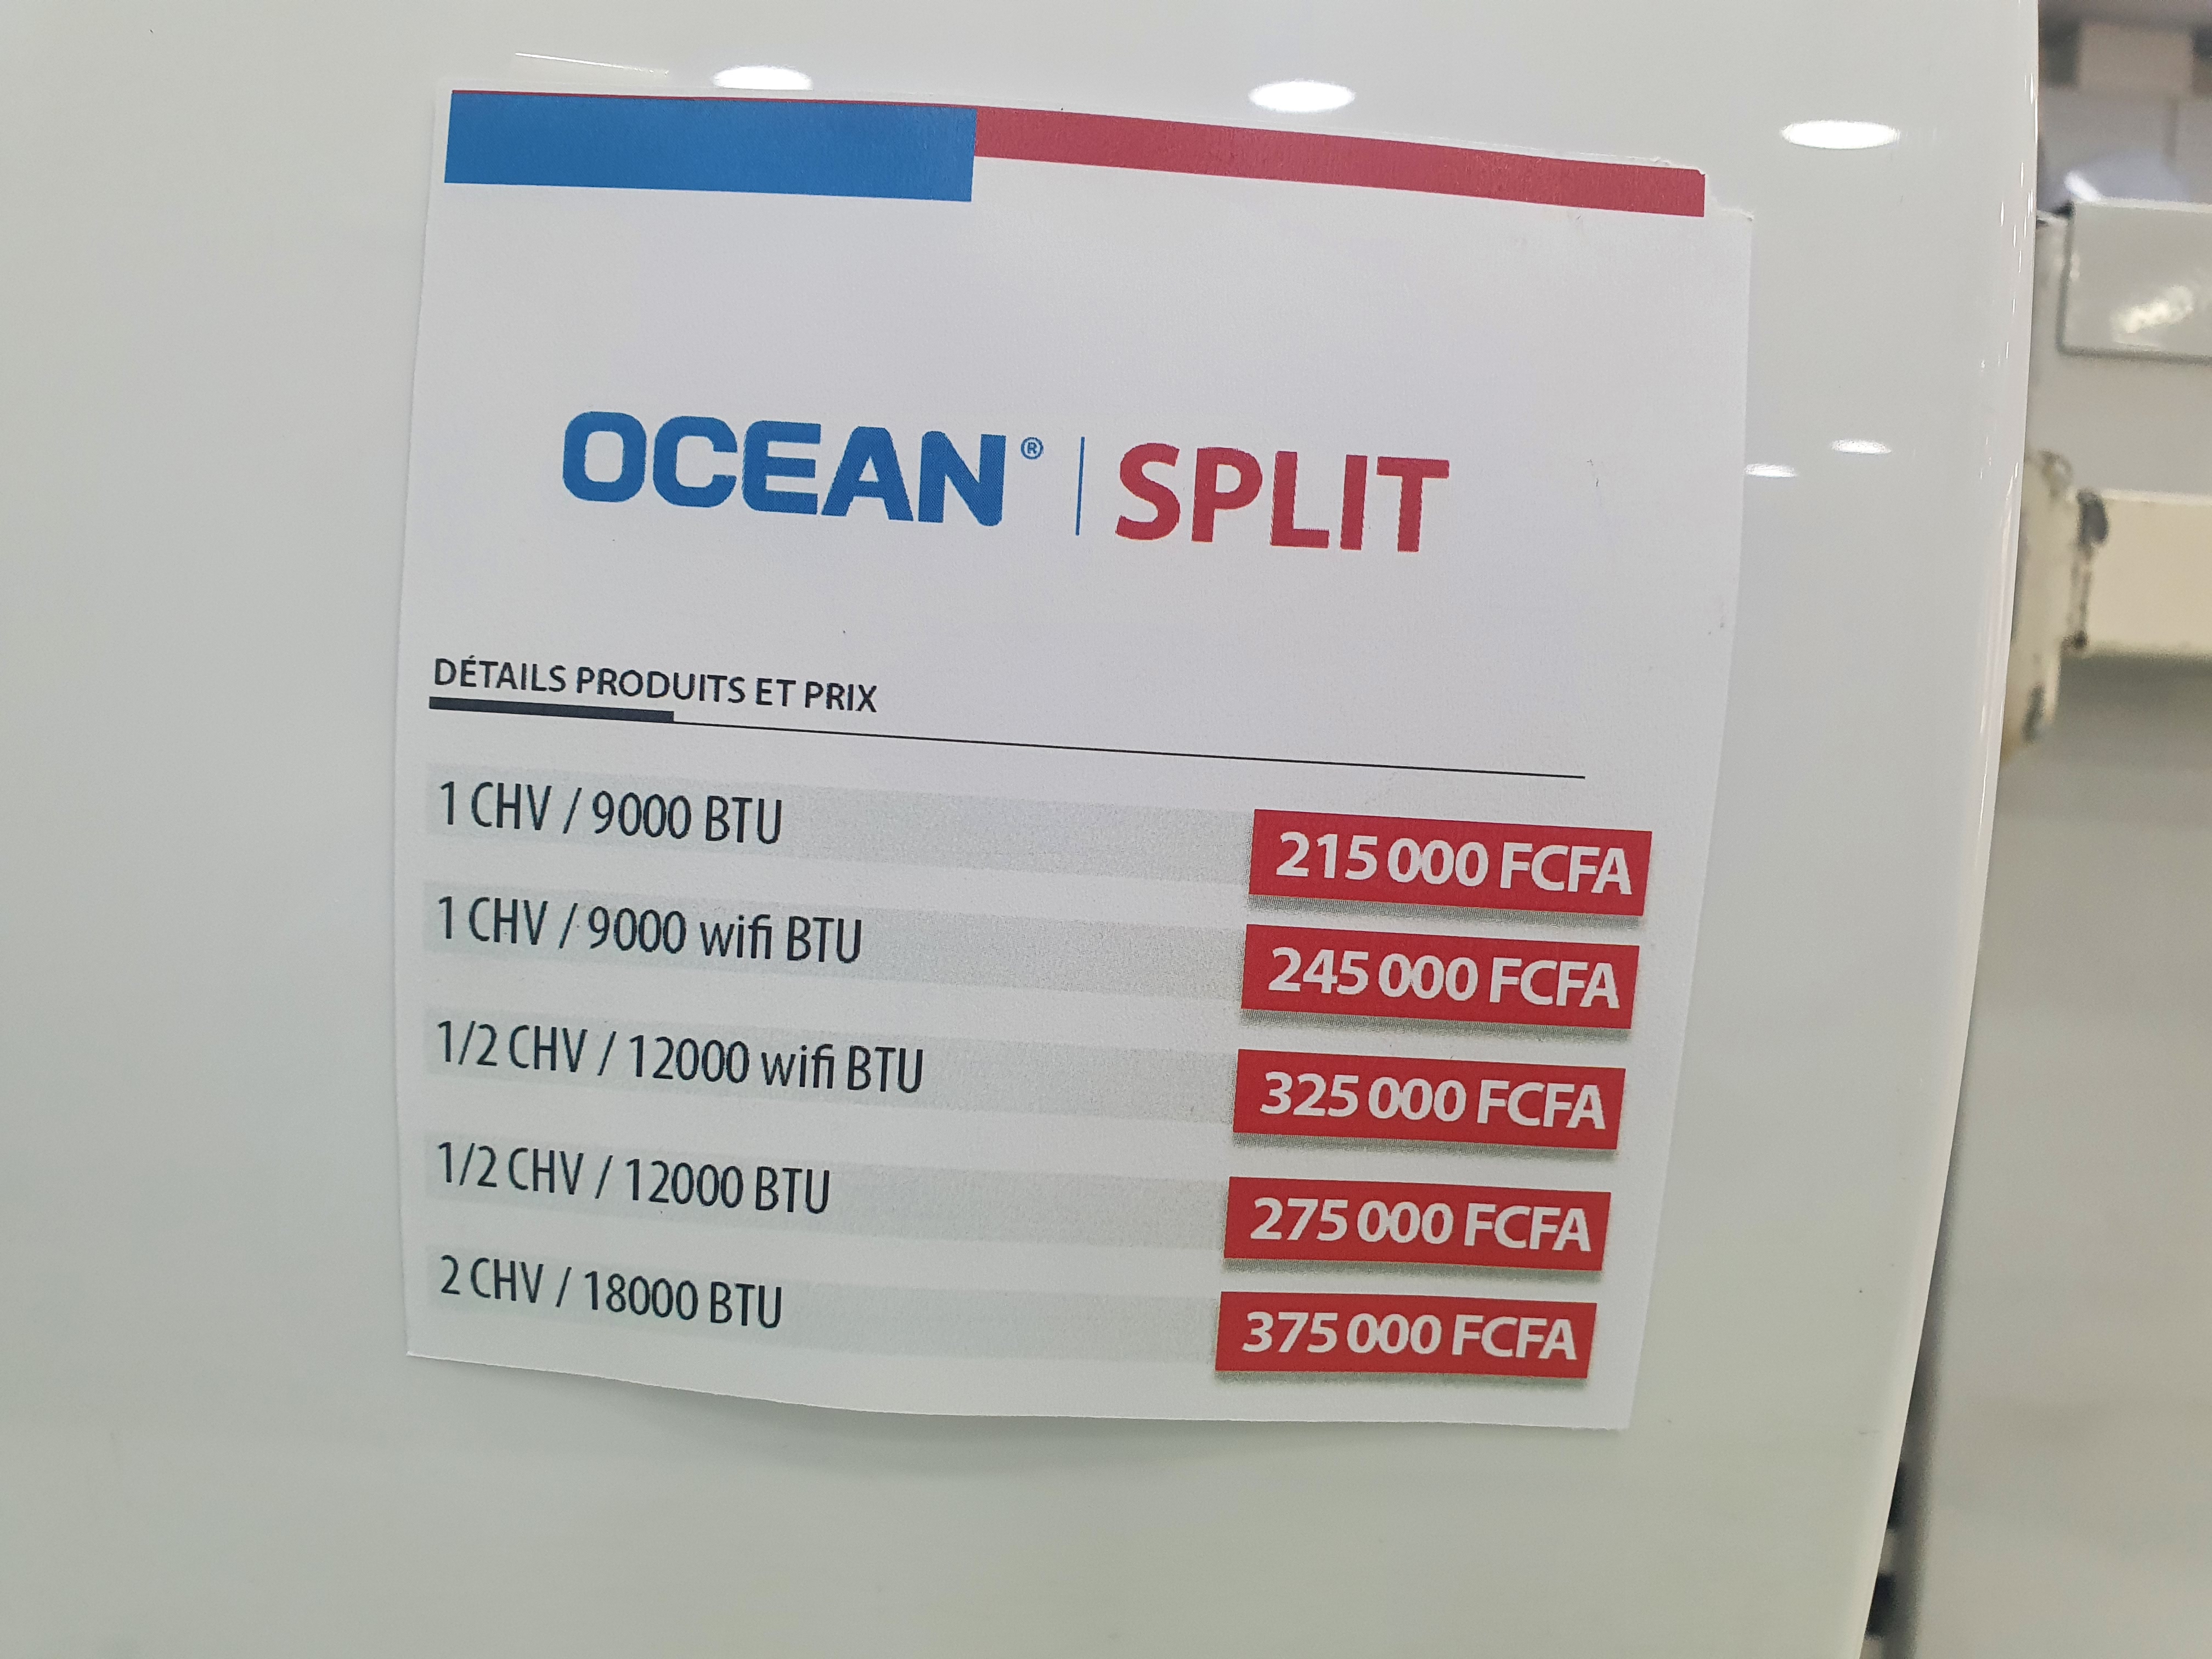 OCEAN® | SPLIT
DÉTAILS PRODUITS ET PRIX
1 CHV / 9000 BTU 215 000 FCFA
1 CHV / 9000 wifi BTU 245 000 FCFA
1/2 CHV / 12000 wifi BTU 325 000 FCFA
1/2 CHV / 12000 BTU 275 000 FCFA
2 CHV / 18000 BTU 375 000 FCFA